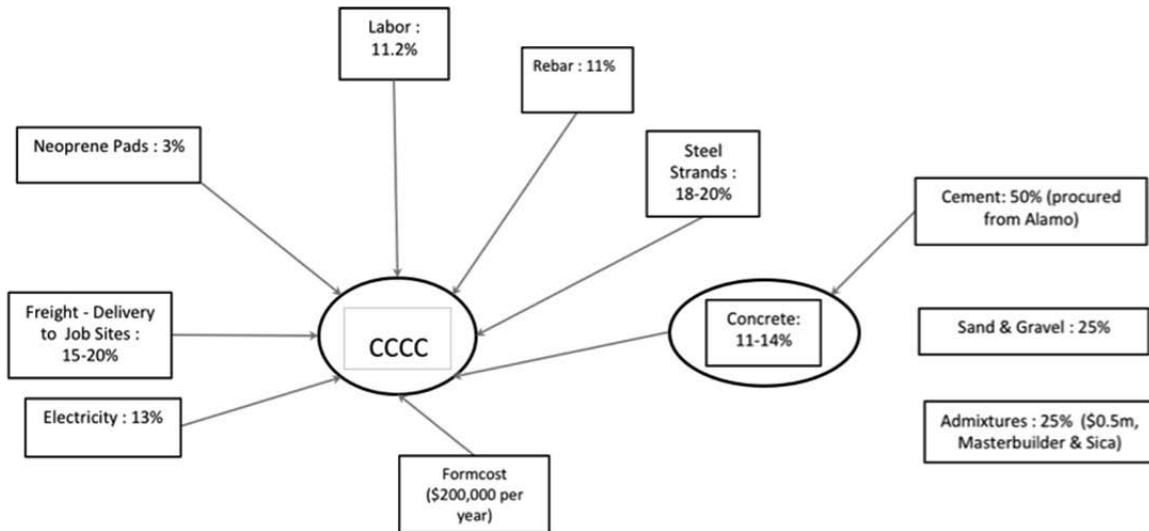 Labor :
11.2%
Rebar : 11%
Neoprene Pads : 3%
Steel
Strands :
18-20%
Cement: 50% (procured
from Alamo)
Freight - Delivery
to Job Sites :
15-20%
CCCC
Concrete:
11-14%
Sand & Gravel : 25%
Electricity : 13%
Admixtures : 25% ($0.5m,
Masterbuilder & Sica)
Formcost
($200,000 per
year)